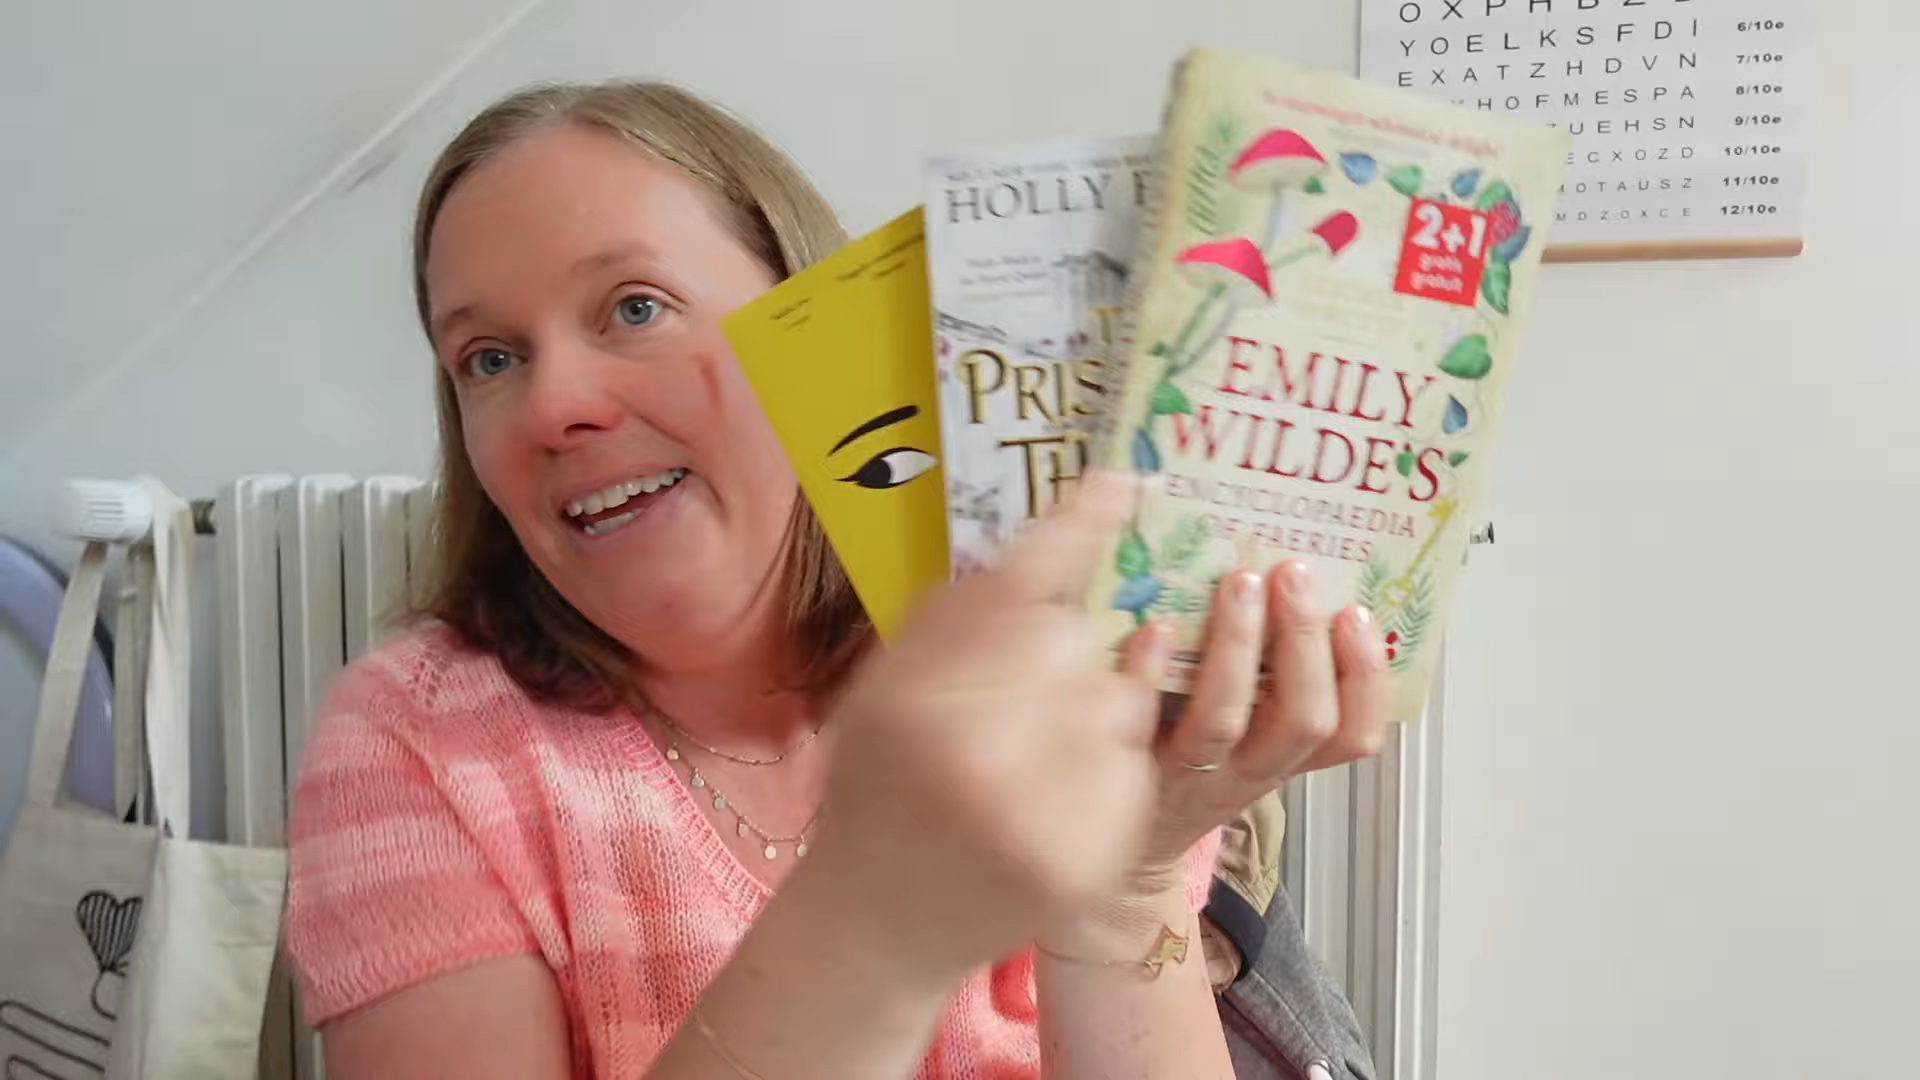 O X P H B Z
Y O E L K S F D I 6/10e
E X A T Z H D V N 7/10e
H O F M E S P A 8/10e
Z U E H S N 9/10e
E C X O Z D 10/10e
O T A U S Z 11/10e
M D Z O X C E 12/10e
HOLLY
PRIS
TH
2+1
gratis
gratuit
EMILY
WILDE'S
ENCYCLOPAEDIA
OF FAERIES